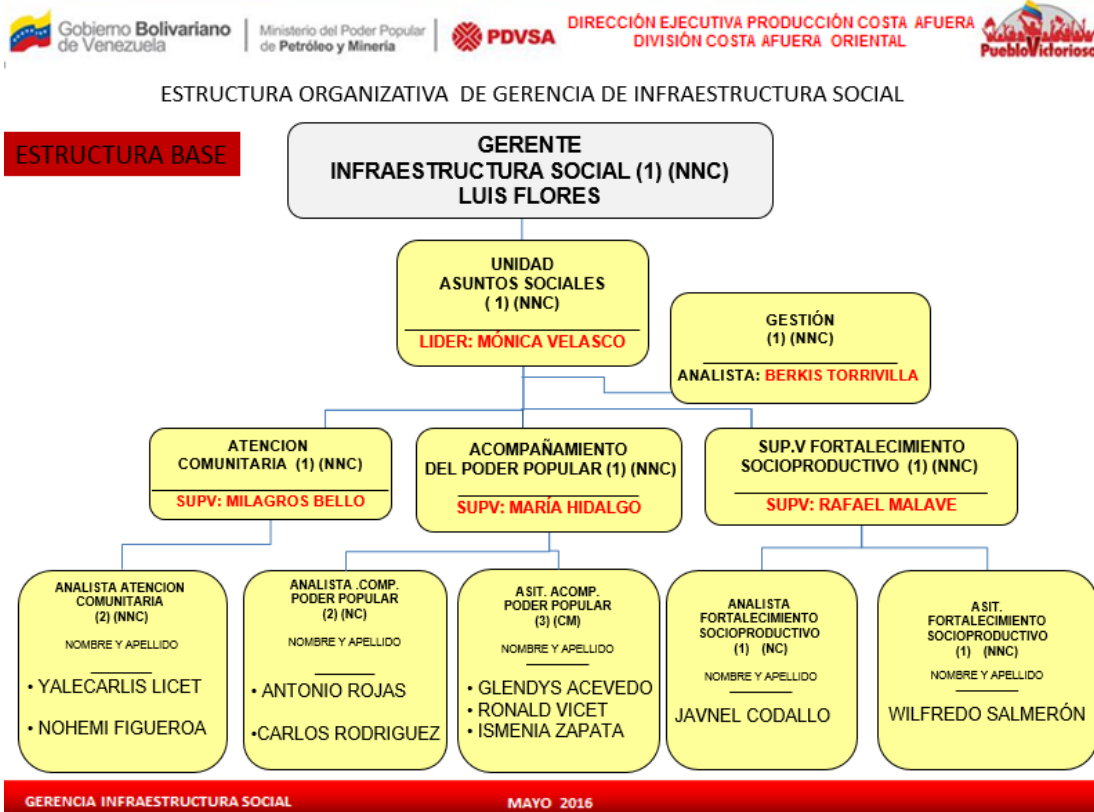 Gobierno Bolivariano
de Venezuela
Ministerio del Poder Popular
de Petróleo y Minería
PDVSA
DIRECCIÓN EJECUTIVA PRODUCCIÓN COSTA AFUERA
DIVISIÓN COSTA AFUERA ORIENTAL
PuebloVictorioso
ESTRUCTURA ORGANIZATIVA DE GERENCIA DE INFRAESTRUCTURA SOCIAL
ESTRUCTURA BASE
GERENTE
INFRAESTRUCTURA SOCIAL (1) (NNC)
LUIS FLORES
UNIDAD
ASUNTOS SOCIALES
( 1) (NNC)
LIDER: MÓNICA VELASCO
GESTIÓN
(1) (NNC)
ANALISTA: BERKIS TORRIVILLA
ATENCION
COMUNITARIA (1) (NNC)
SUPV: MILAGROS BELLO
ACOMPAÑAMIENTO
DEL PODER POPULAR (1) (NNC)
SUPV: MARÍA HIDALGO
SUP.V FORTALECIMIENTO
SOCIOPRODUCTIVO (1) (NNC)
SUPV: RAFAEL MALAVE
ANALISTA ATENCION
COMUNITARIA
(2) (NNC)
NOMBRE Y APELLIDO
• YALECARLIS LICET
• NOHEMI FIGUEROA
ANALISTA .COMP.
PODER POPULAR
(2) (NC)
NOMBRE Y APELLIDO
• ANTONIO ROJAS
•CARLOS RODRIGUEZ
ASIT. ACOMP.
PODER POPULAR
(3) (CM)
NOMBRE Y APELLIDO
• GLENDYS ACEVEDO
• RONALD VICET
• ISMENIA ZAPATA
ANALISTA
FORTALECIMIENTO
SOCIOPRODUCTIVO
(1) (NC)
NOMBRE Y APELLIDO
JAVNEL CODALLO
ASIT.
FORTALECIMIENTO
SOCIOPRODUCTIVO
(1) (NNC)
NOMBRE Y APELLIDO
WILFREDO SALMERÓN
GERENCIA INFRAESTRUCTURA SOCIAL
MAYO 2016